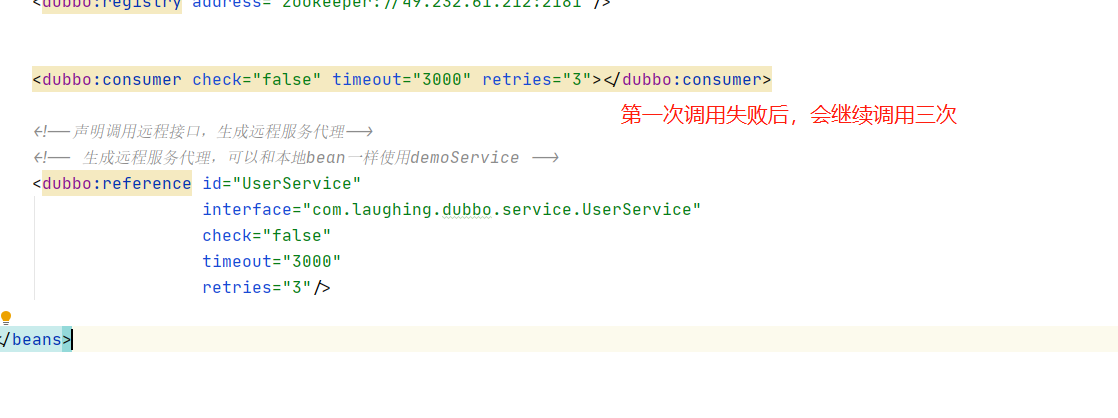 <dubbo:registry address="zookeeper://49.232.61.212:2181"/>
<dubbo:consumer check="false" timeout="3000" retries="3"></dubbo:consumer>
第一次调用失败后，会继续调用三次
<!--声明调用远程接口，生成远程服务代理-->
<!-- 生成远程服务代理，可以和本地bean一样使用demoService -->
<dubbo:reference id="UserService"
interface="com.laughing.dubbo.service.UserService"
check="false"
timeout="3000"
retries="3"/>
</beans>